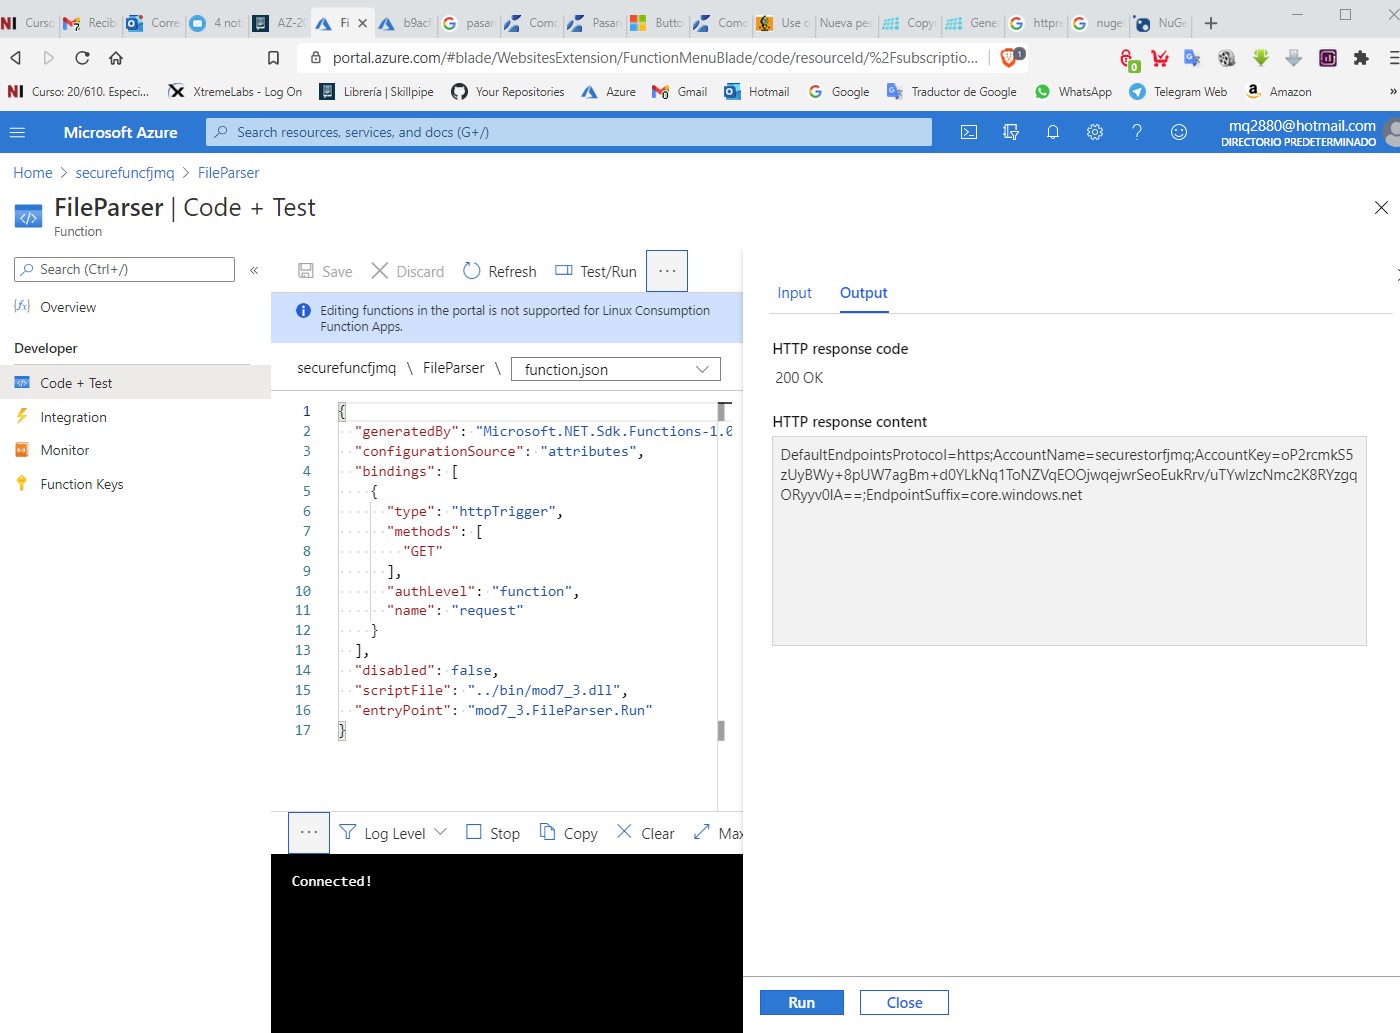 Curso
Recib
Corre
4 not
AZ-20
Fi
b9acf
pasar
Como
Pasar
Butto
Como
Use c
Nueva pes
Copy
Gene
httpre
nuge
NuGe
portal.azure.com/#blade/WebsitesExtension/FunctionMenuBlade/code/resourceId/%2Fsubscriptio...
Curso: 20/610. Especi...
XtremeLabs - Log On
Librería | Skillpipe
Your Repositories
Azure
Gmail
Hotmail
Google
Traductor de Google
WhatsApp
Telegram Web
Amazon
»
Microsoft Azure
Search resources, services, and docs (G+/)
mq2880@hotmail.com
DIRECTORIO PREDETERMINADO
Home > securefuncfjmq > FileParser
FileParser | Code + Test
Function
Search (Ctrl+/)
«
Overview
Developer
Code + Test
Integration
Monitor
Function Keys
Save
Discard
Refresh
Test/Run
...
Editing functions in the portal is not supported for Linux Consumption
Function Apps.
securefuncfjmq \ FileParser \ function.json
1 {
2 "generatedBy": "Microsoft.NET.Sdk.Functions-1.0
3 "configurationSource": "attributes",
4 "bindings": [
5 {
6 "type": "httpTrigger",
7 "methods": [
8 "GET"
9 ],
10 "authLevel": "function",
11 "name": "request"
12 }
13 ],
14 "disabled": false,
15 "scriptFile": "../bin/mod7_3.dll",
16 "entryPoint": "mod7_3.FileParser.Run"
17 }
...
Log Level
Stop
Copy
Clear
Max
Connected!
Input
Output
HTTP response code
200 OK
HTTP response content
DefaultEndpointsProtocol=https;AccountName=securestorfjmq;AccountKey=oP2rcmkS5
zUyBWy+8pUW7agBm+d0YLkNq1ToNZVqEOOjwqejwrSeoEukRrv/uTYwlzcNmc2K8RYzgq
ORyyv0IA==;EndpointSuffix=core.windows.net
Run
Close